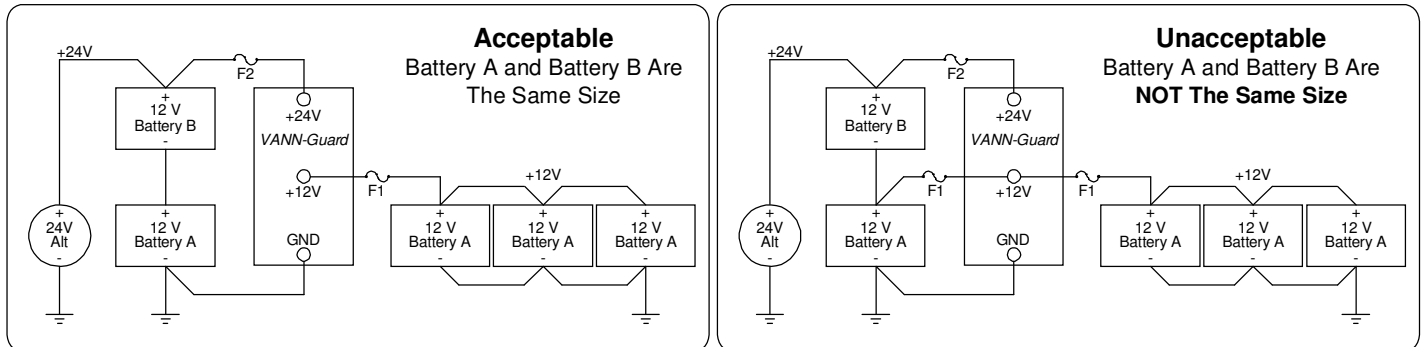 Acceptable
Battery A and Battery B Are
The Same Size
+24V
F2
+
12 V
Battery B
-
+24V
VANN-Guard
+12V
F1
+12V
+
24V
Alt
-
+
12 V
Battery A
-
GND
+
12 V
Battery A
-
+
12 V
Battery A
-
+
12 V
Battery A
-
Unacceptable
Battery A and Battery B Are
NOT The Same Size
+24V
F2
+
12 V
Battery B
-
+24V
VANN-Guard
F1
+12V
F1
+12V
+
24V
Alt
-
+
12 V
Battery A
-
GND
+
12 V
Battery A
-
+
12 V
Battery A
-
+
12 V
Battery A
-